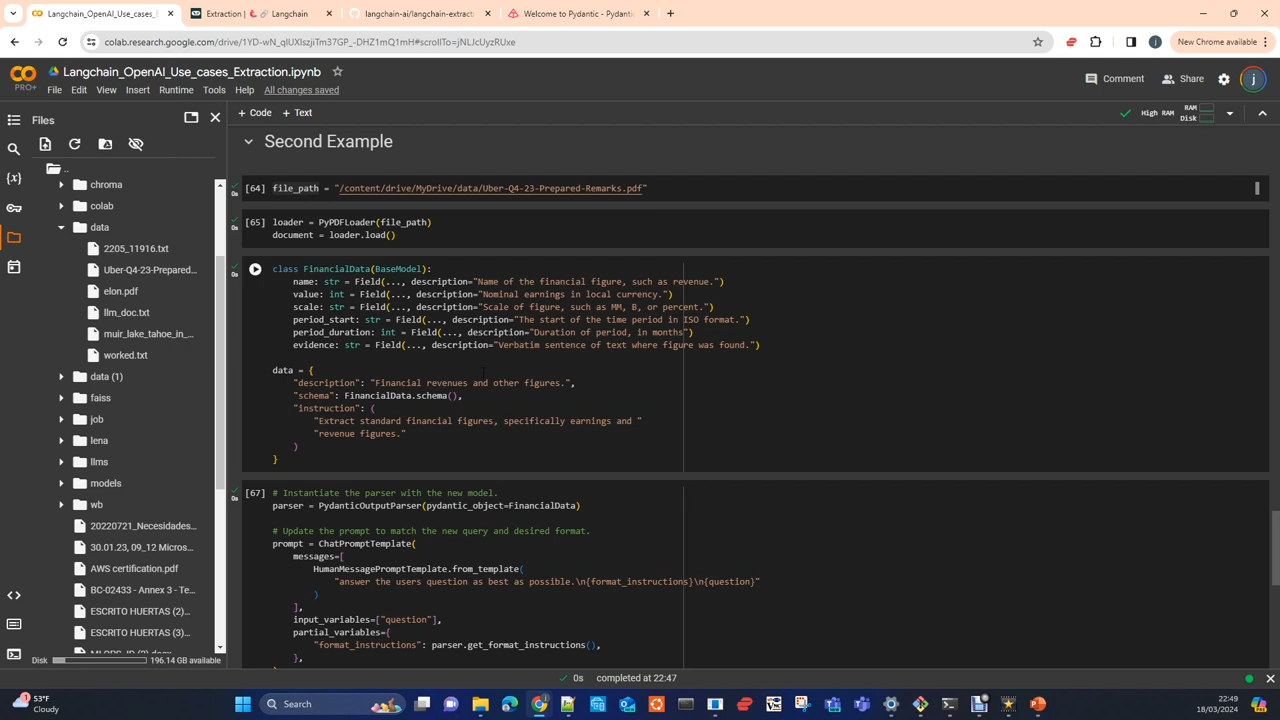 Langchain_OpenAI_Use_cases_
Extraction | 🦜🔗 Langchain
langchain-ai/langchain-extract
Welcome to Pydantic - Pydantic
colab.research.google.com/drive/1YD-wN_qIUXIszjiTm37GP_-DHZ1mQ1mH#scrollTo=jNLJcUyzRUxe
New Chrome available
Langchain_OpenAI_Use_cases_Extraction.ipynb
PRO+
File Edit View Insert Runtime Tools Help All changes saved
Comment
Share
j
+ Code + Text
High RAM
RAM
Disk
Files
..
chroma
colab
data
2205_11916.txt
Uber-Q4-23-Prepared...
elon.pdf
llm_doc.txt
muir_lake_tahoe_in_...
worked.txt
data (1)
faiss
job
lena
llms
models
wb
20220721_Necesidades...
30.01.23, 09_12 Micros...
AWS certification.pdf
BC-02433 - Annex 3 - Te...
ESCRITO HUERTAS (2)...
ESCRITO HUERTAS (3)...
Disk 196.14 GB available
Second Example
[64] file_path = "/content/drive/MyDrive/data/Uber-Q4-23-Prepared-Remarks.pdf"
0s
[65] loader = PyPDFLoader(file_path)
0s
document = loader.load()
0s
class FinancialData(BaseModel):
name: str = Field(..., description="Name of the financial figure, such as revenue.")
value: int = Field(..., description="Nominal earnings in local currency.")
scale: str = Field(..., description="Scale of figure, such as MM, B, or percent.")
period_start: str = Field(..., description="The start of the time period in ISO format.")
period_duration: int = Field(..., description="Duration of period, in months")
evidence: str = Field(..., description="Verbatim sentence of text where figure was found.")
data = {
"description": "Financial revenues and other figures.",
"schema": FinancialData.schema(),
"instruction": (
"Extract standard financial figures, specifically earnings and "
"revenue figures."
)
}
[67] # Instantiate the parser with the new model.
0s
parser = PydanticOutputParser(pydantic_object=FinancialData)
# Update the prompt to match the new query and desired format.
prompt = ChatPromptTemplate(
messages=[
HumanMessagePromptTemplate.from_template(
"answer the users question as best as possible.\n{format_instructions}\n{question}"
)
],
input_variables=["question"],
partial_variables={
"format_instructions": parser.get_format_instructions(),
},
0s completed at 22:47
53°F
Cloudy
Search
22:49
18/03/2024